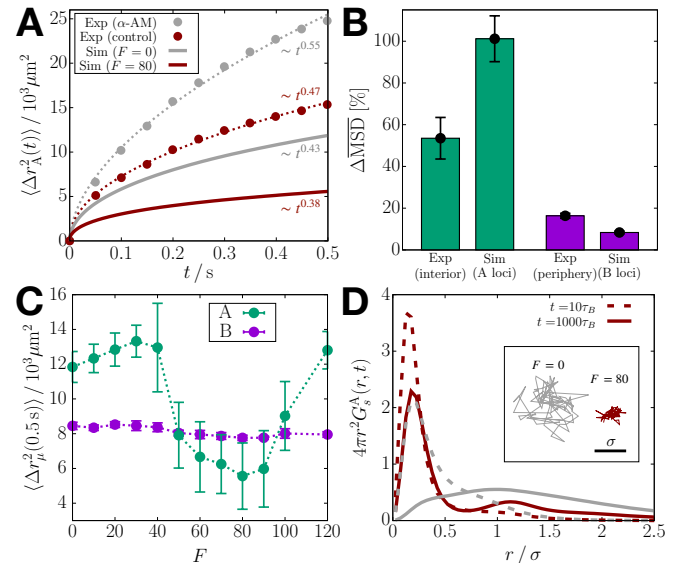 A
25
20
15
10
5
0
⟨Δr²_A(t)⟩ / 10³μm²
Exp (α-AM)
Exp (control)
Sim (F = 0)
Sim (F = 80)
~ t^0.55
~ t^0.47
~ t^0.43
~ t^0.38
0 0.1 0.2 0.3 0.4 0.5
t / s
B
100
80
60
40
20
0
ΔMSD [%]
Exp Sim Exp Sim
(interior) (A loci) (periphery) (B loci)
C
16
14
12
10
8
6
4
⟨Δr²_μ(0.5 s)⟩ / 10³μm²
A
B
0 20 40 60 80 100 120
F
D
4
3
2
1
0
4πr²G_s^A(r, t)
t = 10τ_B
t = 1000τ_B
F = 0
F = 80
σ
0 0.5 1 1.5 2 2.5
r / σ